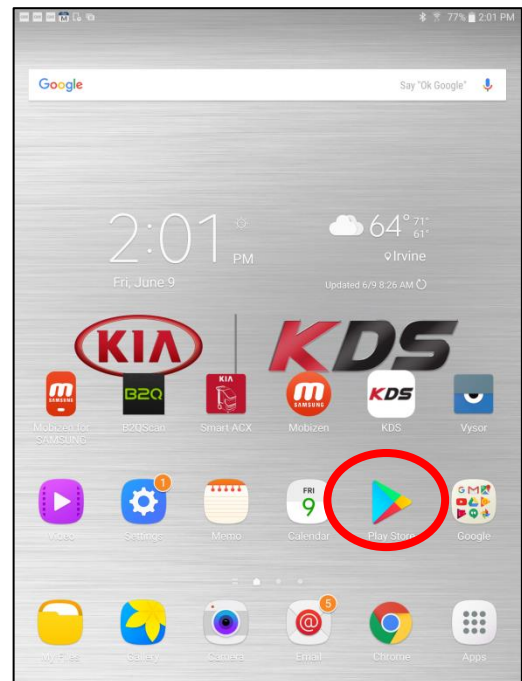 77% 2:01 PM
Google Say "Ok Google"
2:01 PM
64° 71°
61°
Irvine
Fri, June 9
Updated 6/9 8:26 AM
KIA KDS
SAMSUNG B2Q KIA SAMSUNG KDS
Mobizen for SAMSUNG B2QScan Smart ACX Mobizen KDS Vysor
1 FRI
9
Video Settings Memo Calendar Play Store Google
5
My Files Gallery Camera Email Chrome Apps